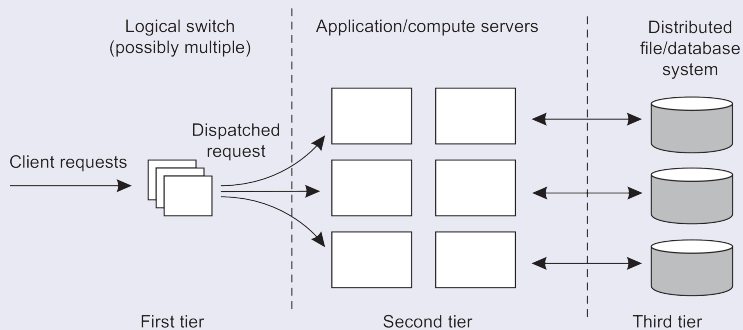 Logical switch
(possibly multiple)
Application/compute servers
Distributed
file/database
system
Client requests
Dispatched
request
First tier
Second tier
Third tier